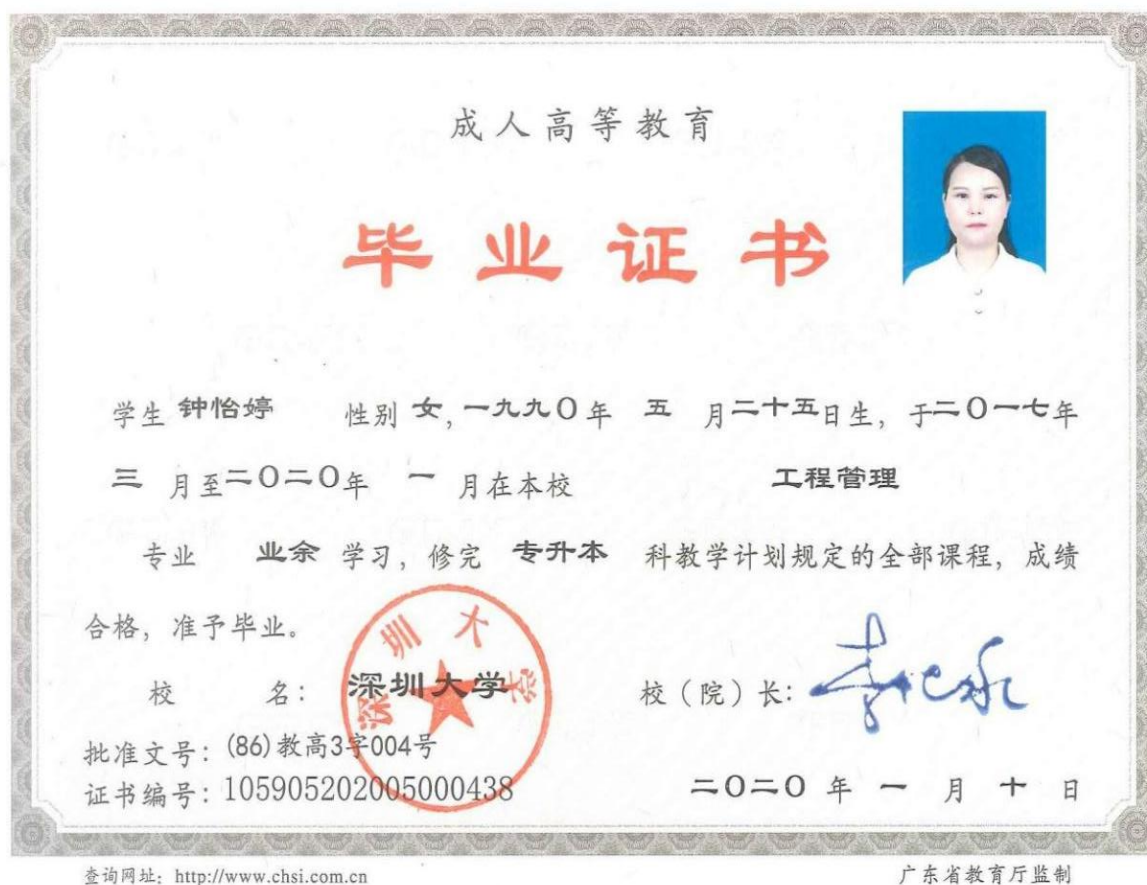 成人高等教育
毕业证书
学生 钟怡婷 性别 女，一九九〇年 五 月二十五日生，于二〇一七年
三 月至二〇二〇年 一 月在本校 工程管理
专业 业余 学习，修完 专升本 科教学计划规定的全部课程，成绩
合格，准予毕业。
深圳大学
校 名：深圳大学 校（院）长：
批准文号：(86)教高3字004号
证书编号：105905202005000438 二〇二〇 年 一 月 十 日
查询网址：http://www.chsi.com.cn 广东省教育厅监制